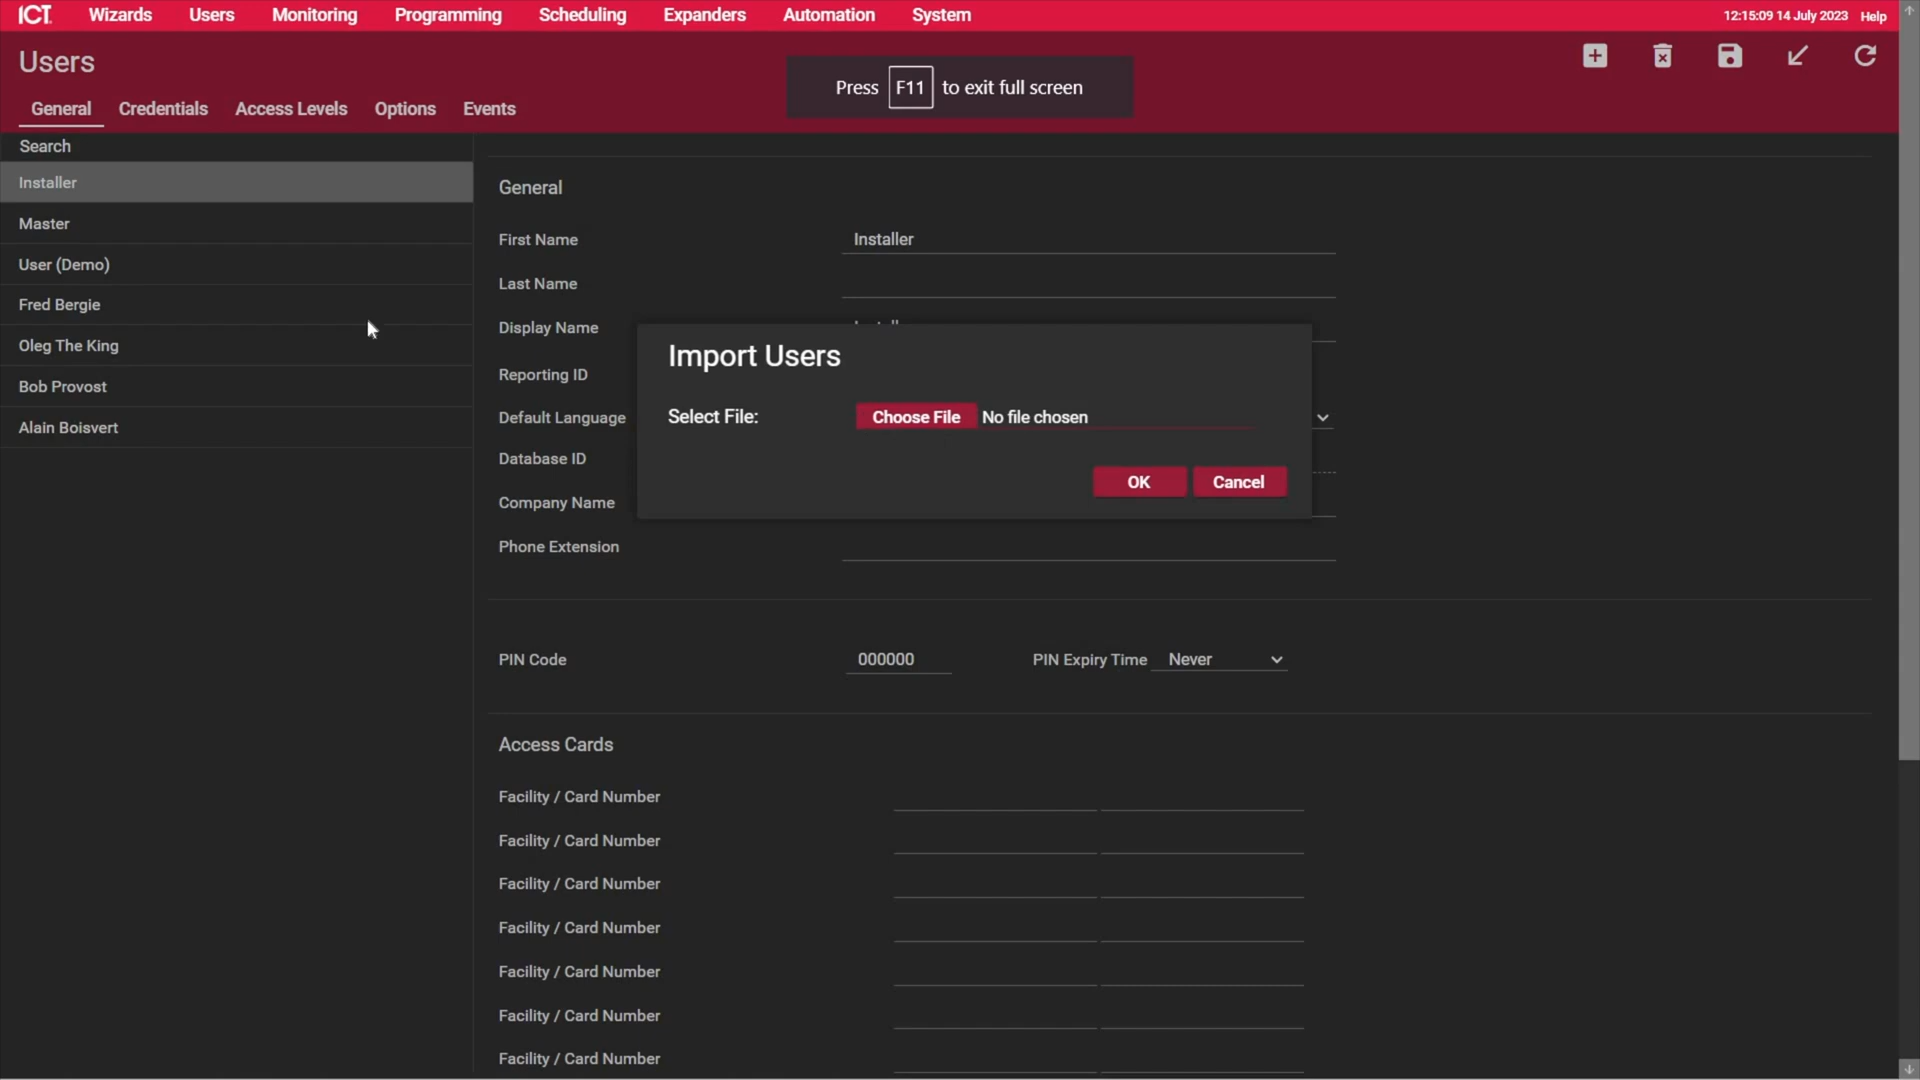 ICT Wizards Users Monitoring Programming Scheduling Expanders Automation System 12:15:09 14 July 2023 Help
Users
Press F11 to exit full screen
General Credentials Access Levels Options Events
Search
Installer
Master
User (Demo)
Fred Bergie
Oleg The King
Bob Provost
Alain Boisvert
General
First Name Installer
Last Name
Display Name
Reporting ID
Default Language
Database ID
Company Name
Phone Extension
Import Users
Select File: Choose File No file chosen
OK Cancel
PIN Code 000000 PIN Expiry Time Never
Access Cards
Facility / Card Number
Facility / Card Number
Facility / Card Number
Facility / Card Number
Facility / Card Number
Facility / Card Number
Facility / Card Number